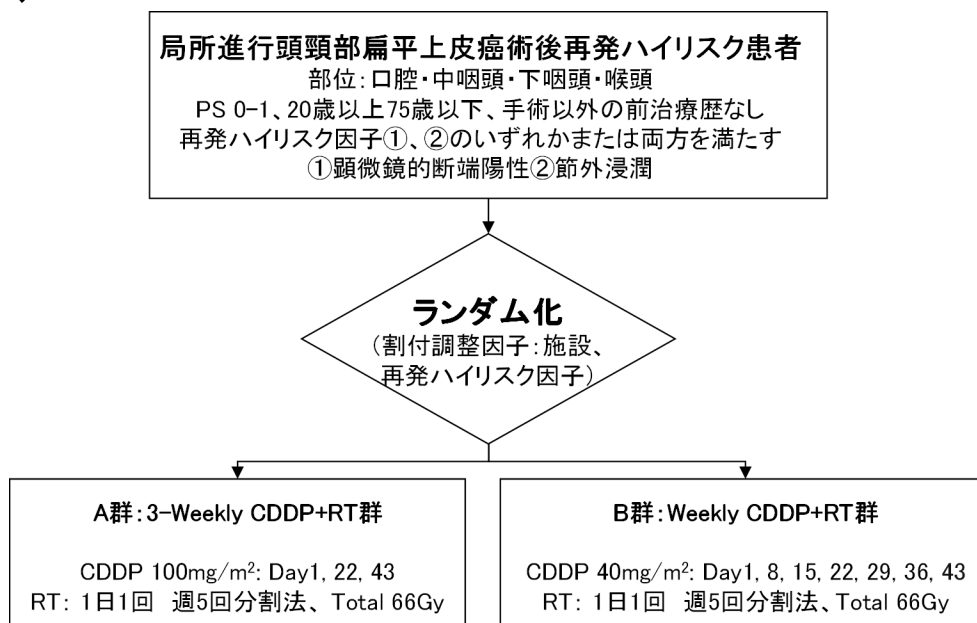 局所進行頭頸部扁平上皮癌術後再発ハイリスク患者
部位：口腔・中咽頭・下咽頭・喉頭
PS 0-1、20歳以上75歳以下、手術以外の前治療歴なし
再発ハイリスク因子①、②のいずれかまたは両方を満たす
①顕微鏡的断端陽性②節外浸潤
ランダム化
（割付調整因子：施設、
再発ハイリスク因子）
A群：3-Weekly CDDP+RT群
CDDP 100mg/m²: Day1, 22, 43
RT: 1日1回 週5回分割法、Total 66Gy
B群：Weekly CDDP+RT群
CDDP 40mg/m²: Day1, 8, 15, 22, 29, 36, 43
RT: 1日1回 週5回分割法、Total 66Gy